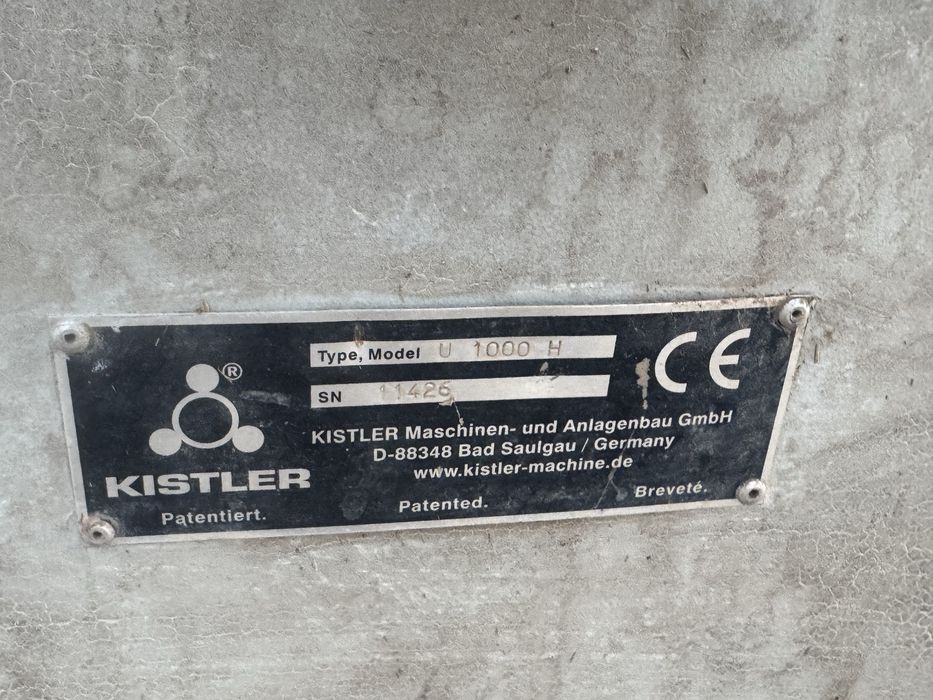 ®
KISTLER
Patentiert.
Type, Model U 1000 H
SN 11426
CE
KISTLER Maschinen- und Anlagenbau GmbH
D-88348 Bad Saulgau / Germany
www.kistler-machine.de
Patented.
Breveté.